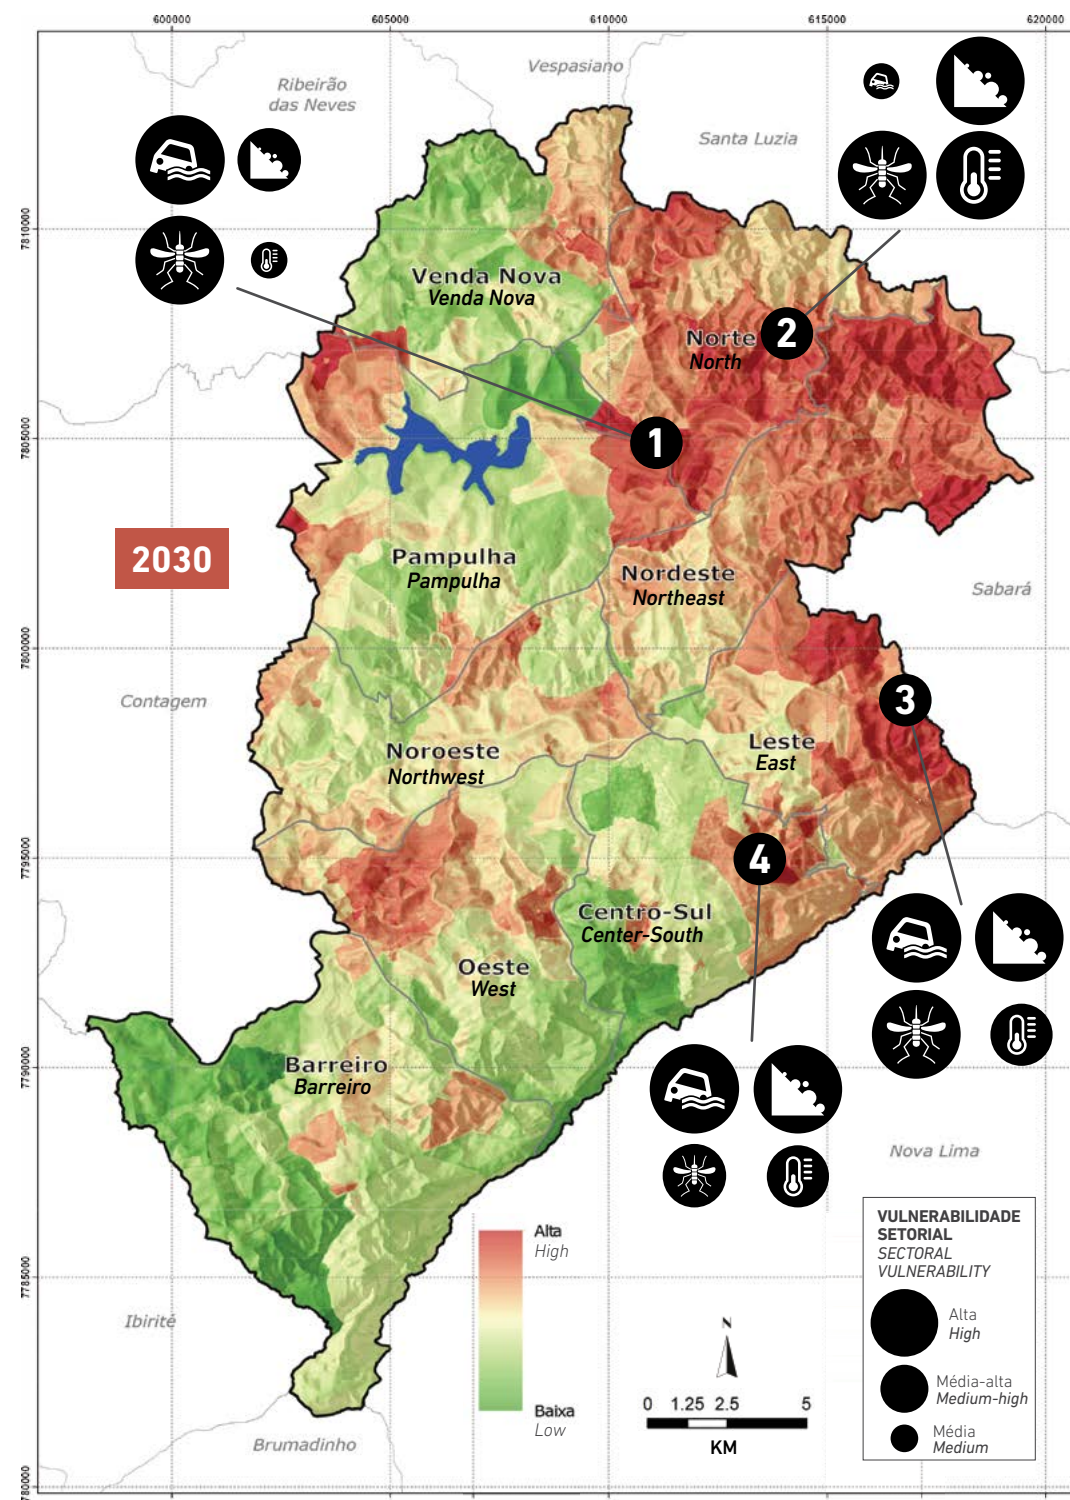 600000 605000 610000 615000 620000
Vespasiano
Ribeirão
das Neves
Santa Luzia
7810000
Venda Nova
Venda Nova
Norte
North
2
1
7805000
2030
Pampulha
Pampulha
Nordeste
Northeast
Sabará
7800000
Contagem
3
Noroeste
Northwest
Leste
East
7795000
4
Centro-Sul
Center-South
Oeste
West
7790000
Barreiro
Barreiro
Nova Lima
VULNERABILIDADE
SETORIAL
SECTORAL
VULNERABILITY
Alta
High
Média-alta
Medium-high
Média
Medium
Alta
High
Baixa
Low
7785000
Ibirité
N
0 1.25 2.5 5
KM
Brumadinho
7780000